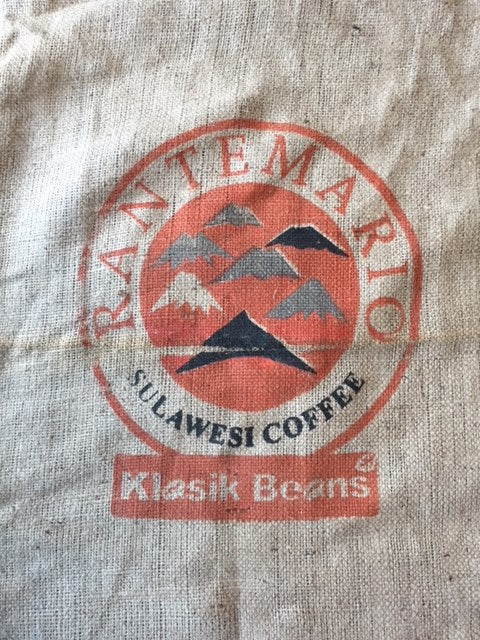 RANTEMARIO
SULAWESI COFFEE
Klasik Beans